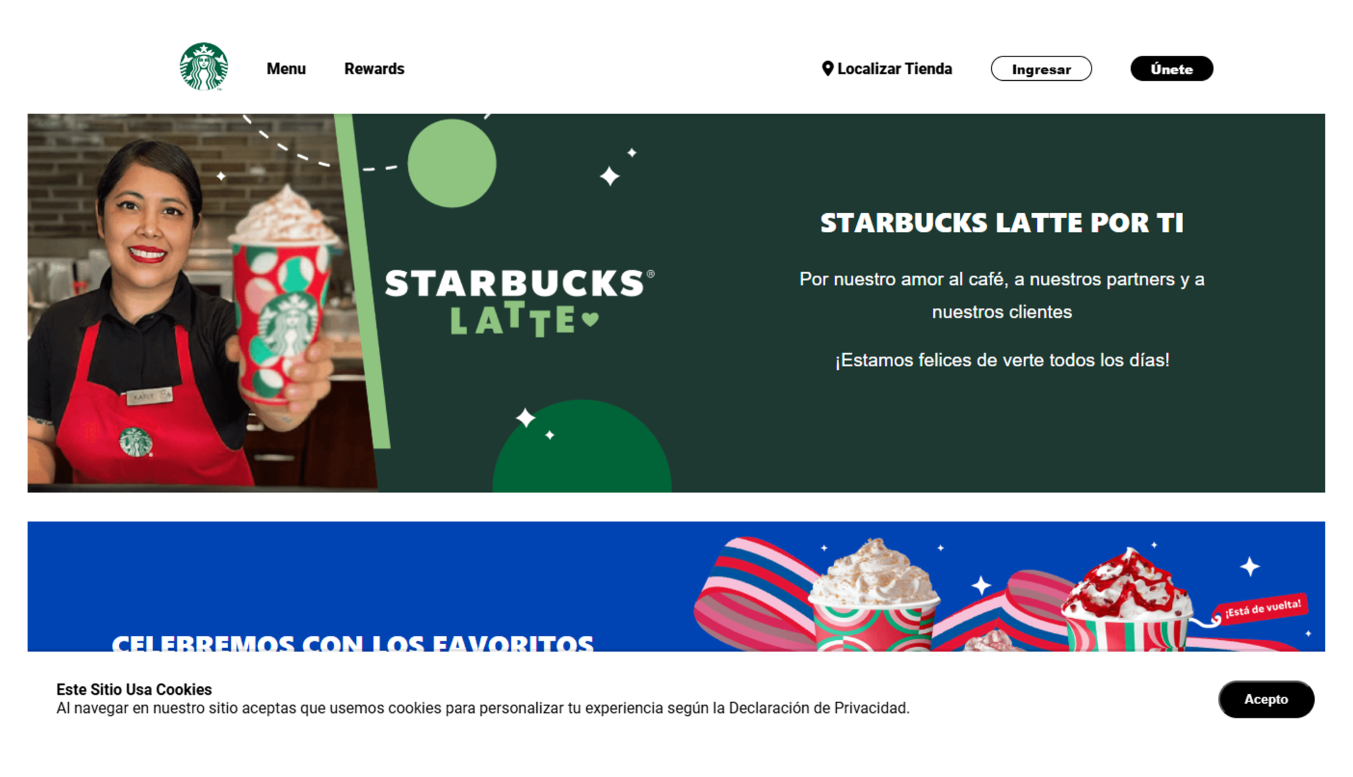 Menu
Rewards
Localizar Tienda
Ingresar
Únete
STARBUCKS®
LATTE
STARBUCKS LATTE POR TI
Por nuestro amor al café, a nuestros partners y a
nuestros clientes
¡Estamos felices de verte todos los días!
CELEBREMOS CON LOS FAVORITOS
¡Está de vuelta!
Este Sitio Usa Cookies
Al navegar en nuestro sitio aceptas que usemos cookies para personalizar tu experiencia según la Declaración de Privacidad.
Acepto